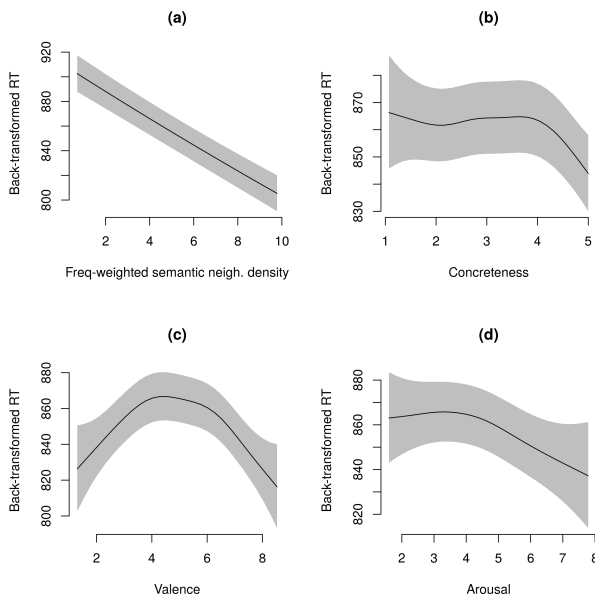 (a)
Back-transformed RT
800
840
880
920
2 4 6 8 10
Freq-weighted semantic neigh. density
(b)
Back-transformed RT
830
850
870
1 2 3 4 5
Concreteness
(c)
Back-transformed RT
800
820
840
860
880
2 4 6 8
Valence
(d)
Back-transformed RT
820
840
860
880
2 3 4 5 6 7 8
Arousal